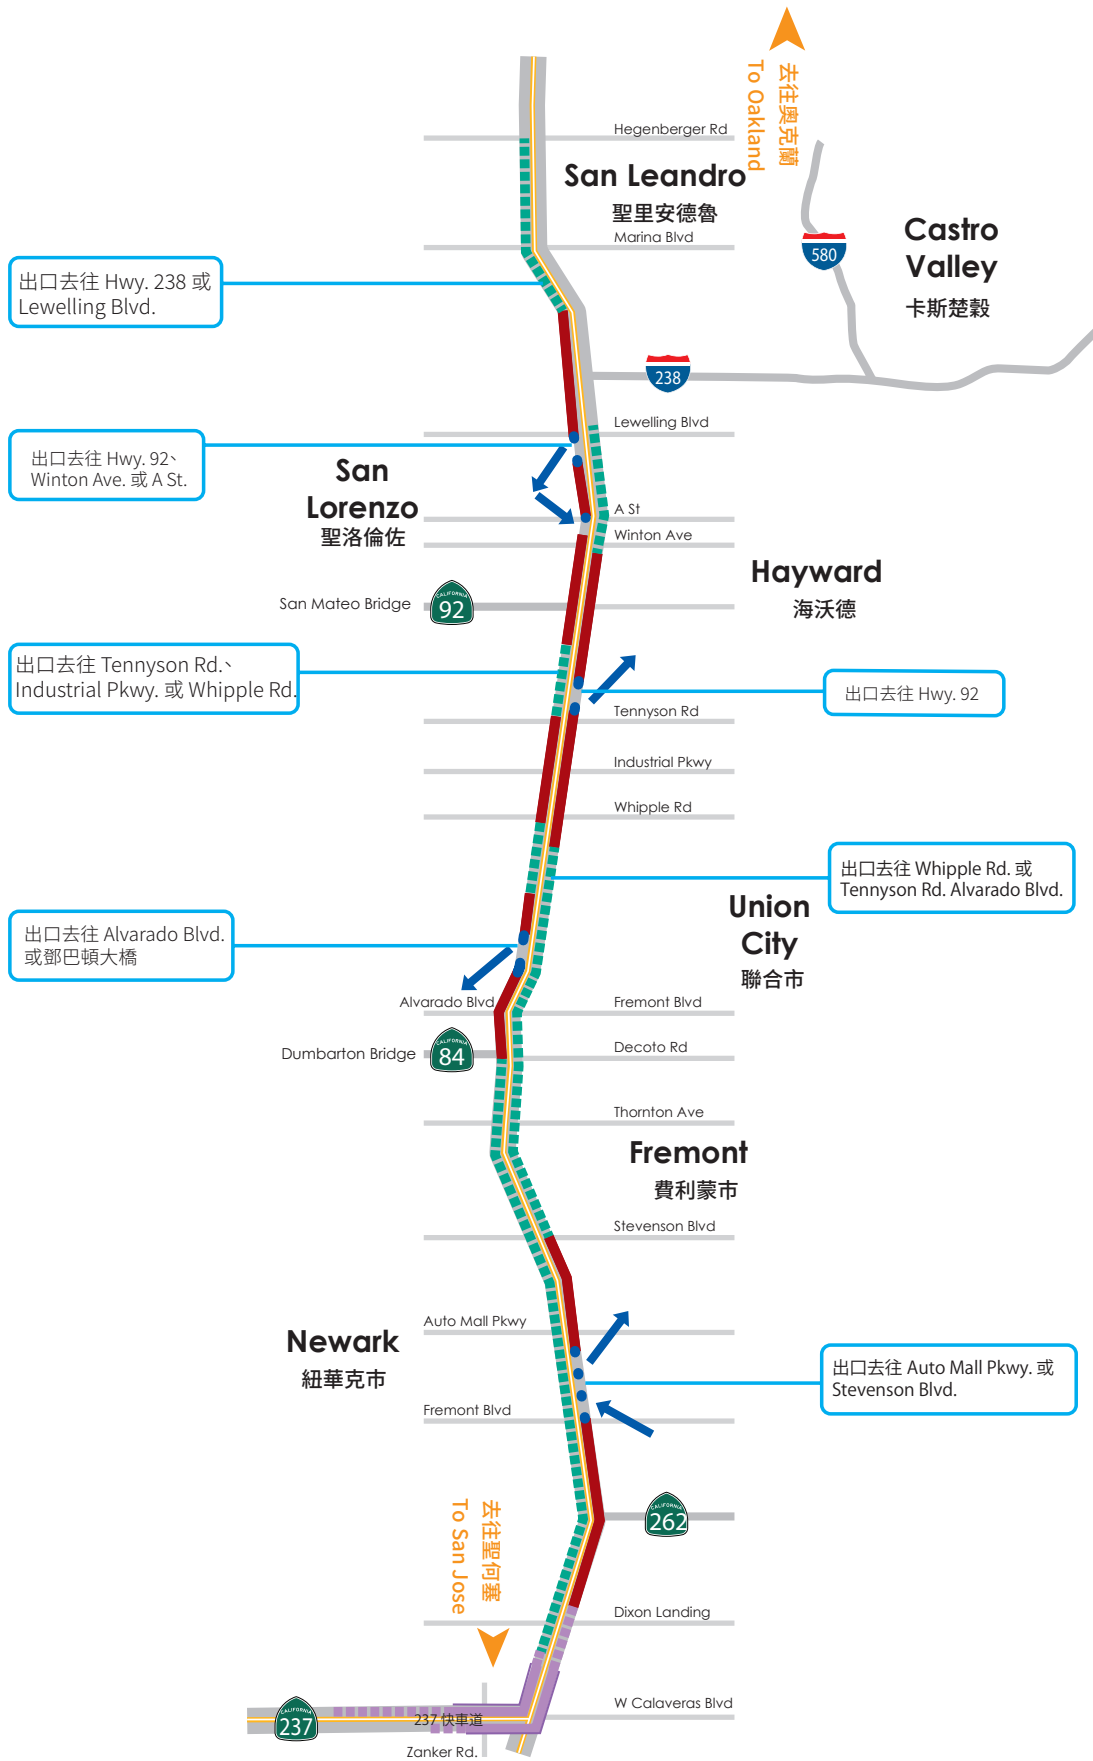 去往奧克蘭
To Oakland
Hegenberger Rd
San Leandro
聖里安德魯
Marina Blvd
580
Castro
Valley
卡斯楚穀
出口去往 Hwy. 238 或
Lewelling Blvd.
238
Lewelling Blvd
出口去往 Hwy. 92、
Winton Ave. 或 A St.
San
Lorenzo
聖洛倫佐
A St
Winton Ave
Hayward
海沃德
San Mateo Bridge
CALIFORNIA
92
出口去往 Tennyson Rd.、
Industrial Pkwy. 或 Whipple Rd.
出口去往 Hwy. 92
Tennyson Rd
Industrial Pkwy
Whipple Rd
出口去往 Whipple Rd. 或
Tennyson Rd. Alvarado Blvd.
Union
City
聯合市
出口去往 Alvarado Blvd.
或鄧巴頓大橋
Alvarado Blvd
Fremont Blvd
Dumbarton Bridge
CALIFORNIA
84
Decoto Rd
Thornton Ave
Fremont
費利蒙市
Stevenson Blvd
Auto Mall Pkwy
Newark
紐華克市
出口去往 Auto Mall Pkwy. 或
Stevenson Blvd.
Fremont Blvd
去往聖何塞
To San Jose
CALIFORNIA
262
Dixon Landing
W Calaveras Blvd
CALIFORNIA
237
237 快車道
Zanker Rd.